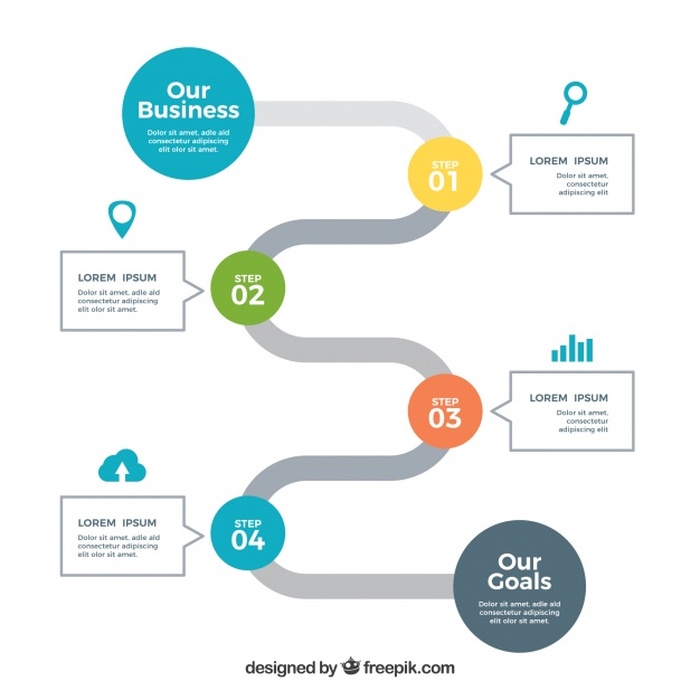 Our
Business
Dolor sit amet, adle ald
consectetur adipiscing
elit olor sit amet.
STEP
01
LOREM IPSUM
Dolor sit amet,
consectetur
adipiscing elit
STEP
02
LOREM IPSUM
Dolor sit amet, adle ald
consectetur adipiscing
elit olor sit amet.
STEP
03
LOREM IPSUM
Dolor sit amet,
consectetur
adipiscing elit
STEP
04
LOREM IPSUM
Dolor sit amet, adle ald
consectetur adipiscing
elit olor sit amet.
Our
Goals
Dolor sit amet, adle ald
consectetur adipiscing
elit olor sit amet.
designed by freepik.com